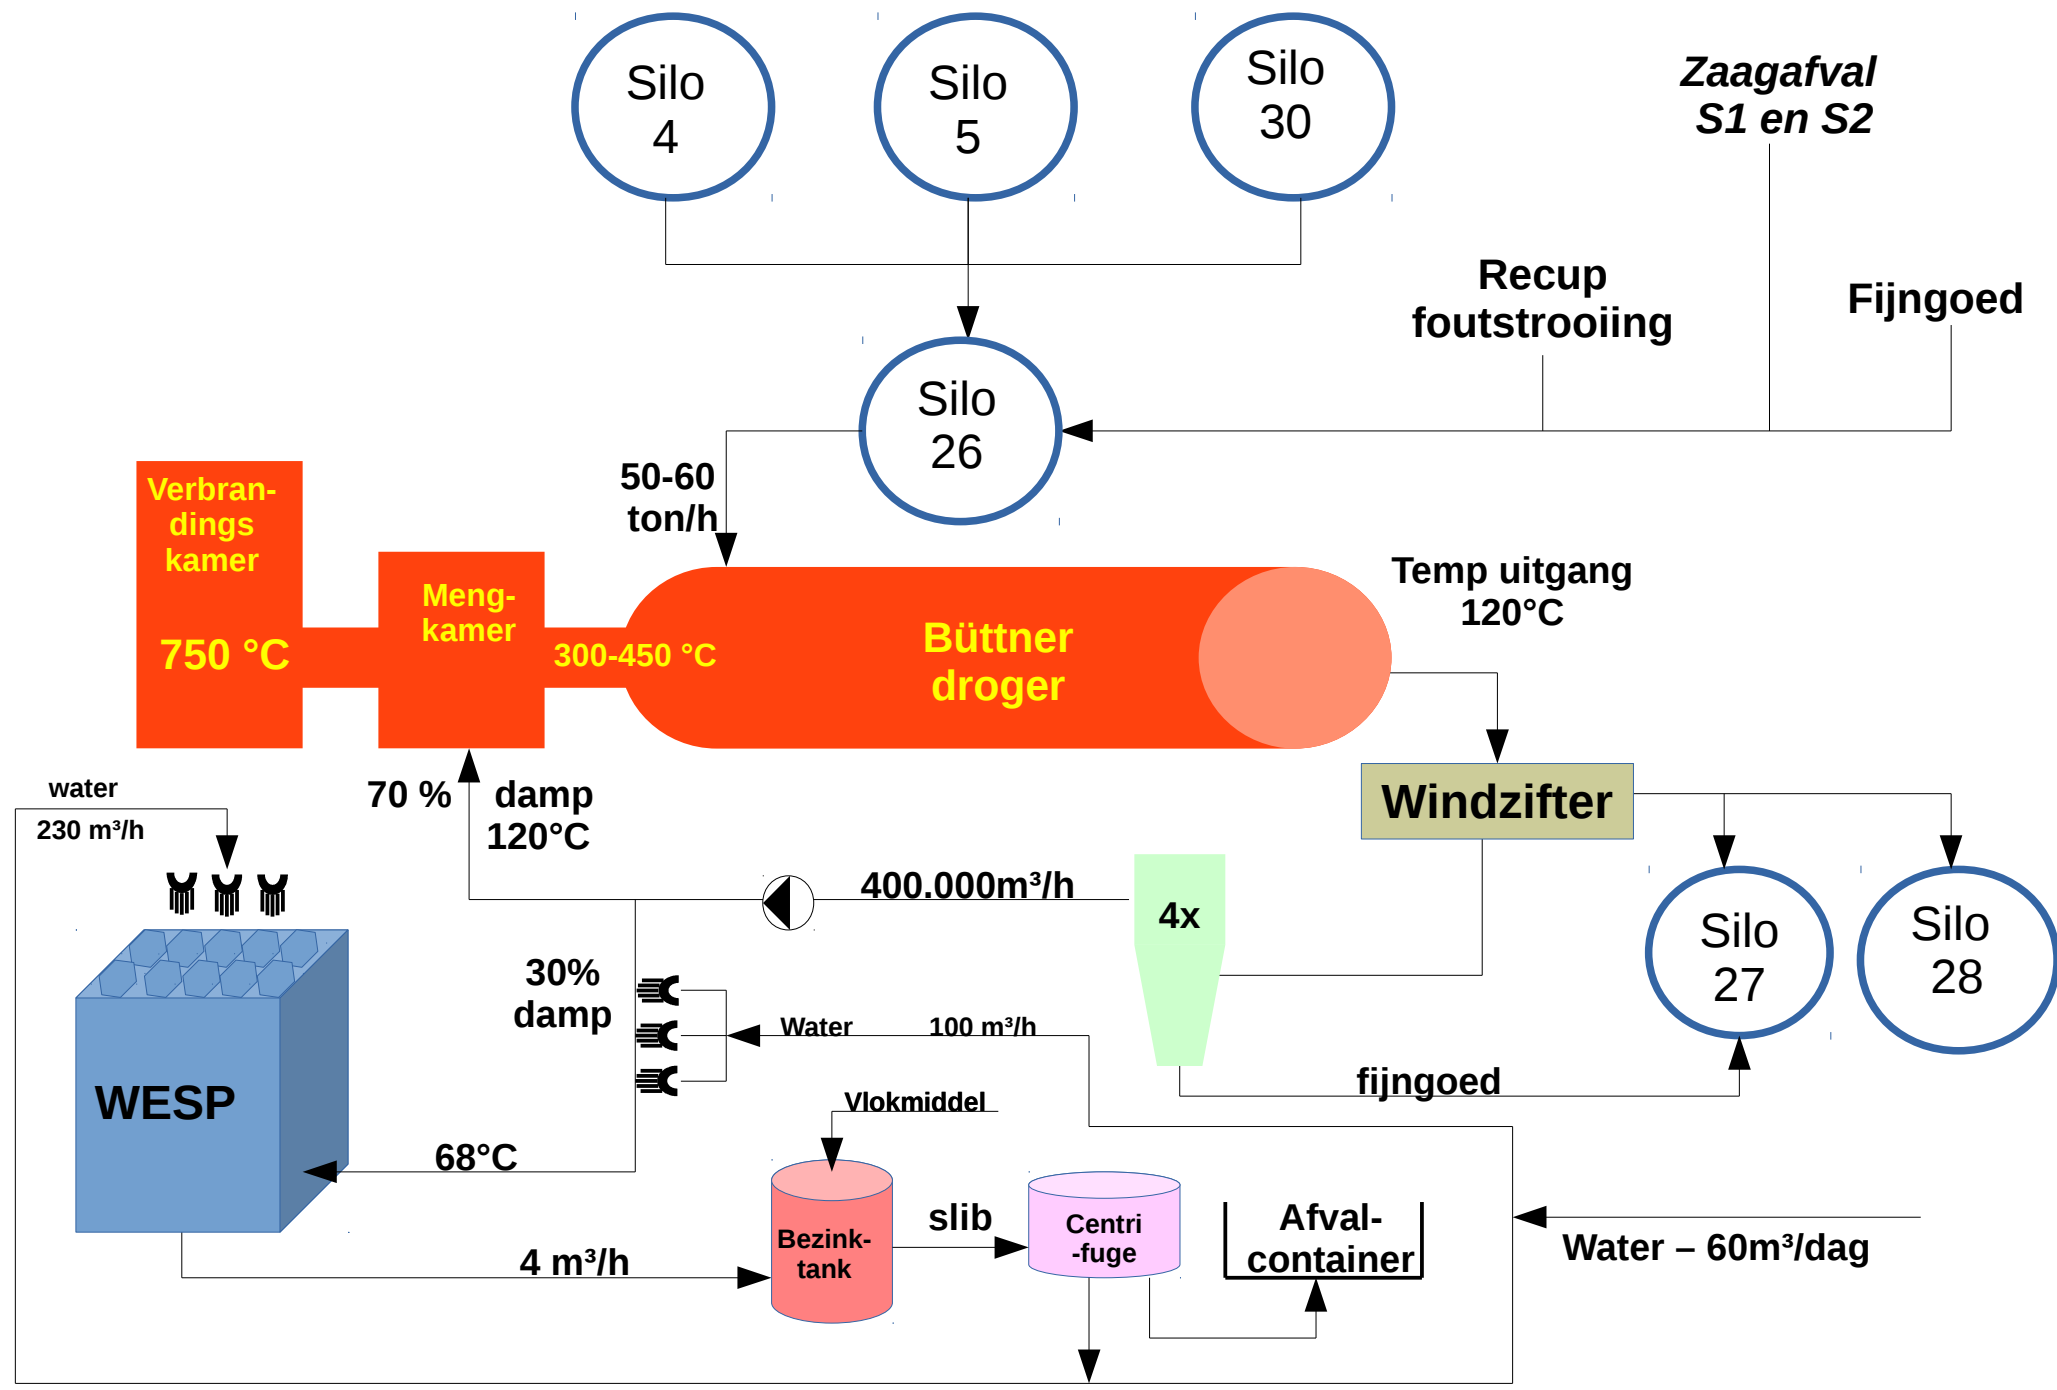 Silo
4
Silo
5
Silo
30
Zaagafval
S1 en S2
Recup
foutstrooiing
Fijngoed
Silo
26
50-60
ton/h
Verbran-
dings
kamer
750 °C
Meng-
kamer
300-450 °C
Büttner
droger
Temp uitgang
120°C
water
230 m³/h
70 %
damp
120°C
Windzifter
400.000m³/h
4x
Silo
27
Silo
28
30%
damp
Water 100 m³/h
WESP
fijngoed
Vlokmiddel
68°C
Bezink-
tank
slib
Centri
-fuge
Afval-
container
Water – 60m³/dag
4 m³/h